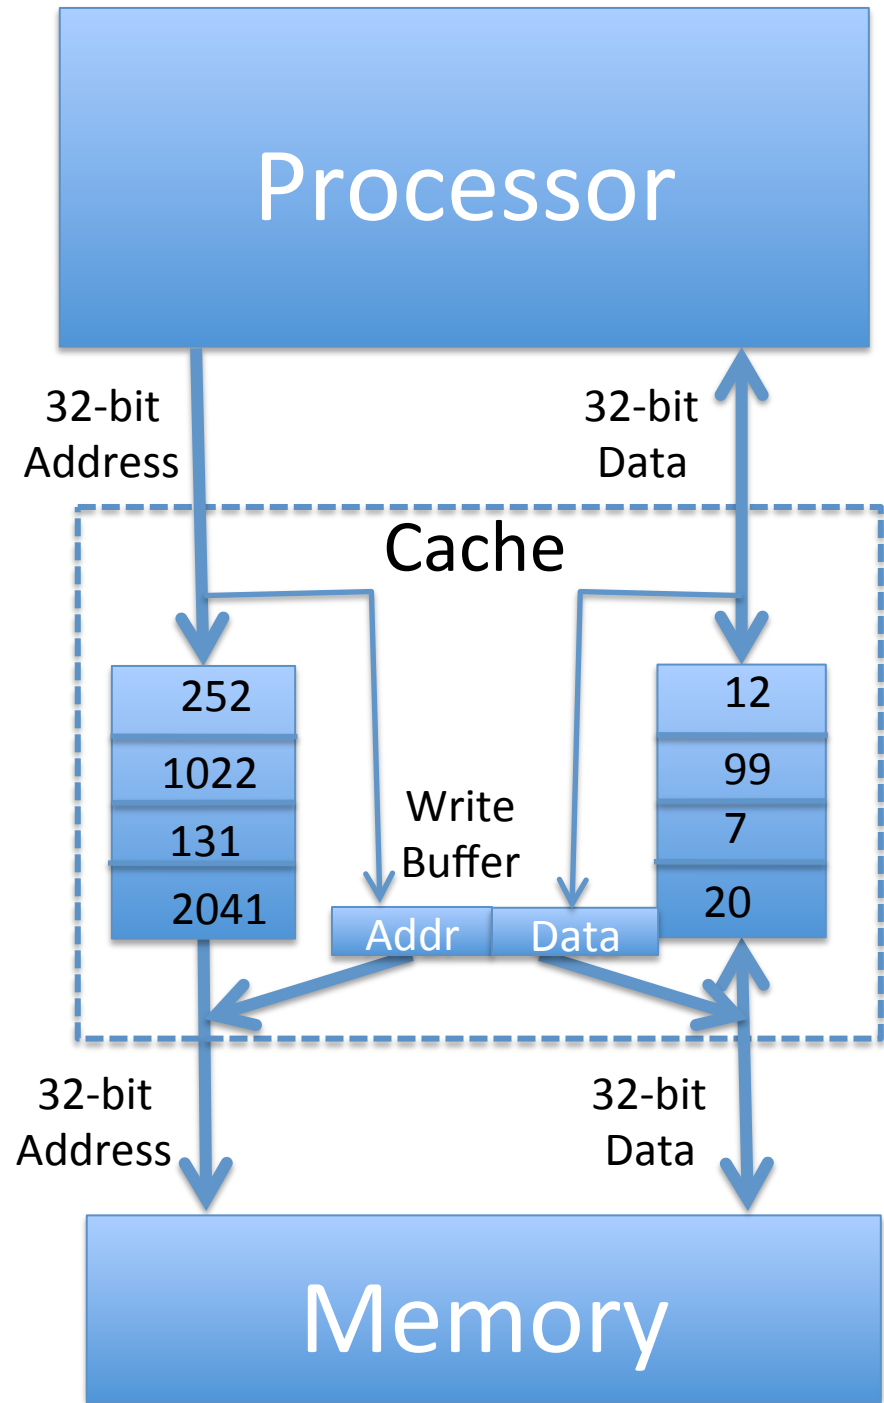 Processor
32-bit
Address
32-bit
Data
Cache
252
12
1022
99
131
7
2041
20
Write
Buffer
Addr
Data
32-bit
Address
32-bit
Data
Memory